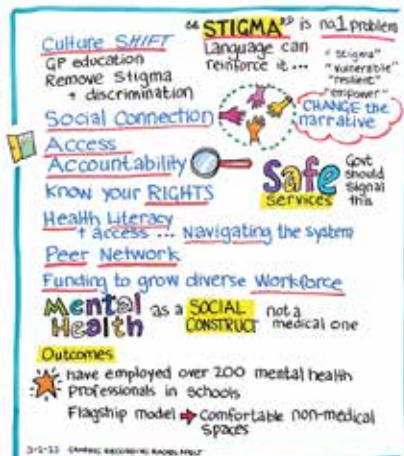 "STIGMA" is no1 problem
Culture SHIFT
GP education
Remove Stigma
+ discrimination
Language can
reinforce it...
"Stigma"
"Vulnerable"
"resilient"
"empower"
CHANGE the
narrative
Social Connection
Access
Accountability
Know your RIGHTS
Safe
services
Govt
should
signal
this
Health Literacy
+ access ... Navigating the system
Peer Network
Funding to grow diverse Workforce
Mental
Health
as a SOCIAL
CONSTRUCT
not a
medical one
Outcomes
have employed over 200 mental health
Professionals in schools
Flagship model → Comfortable non-medical
spaces
GRAPHIC RECORDING